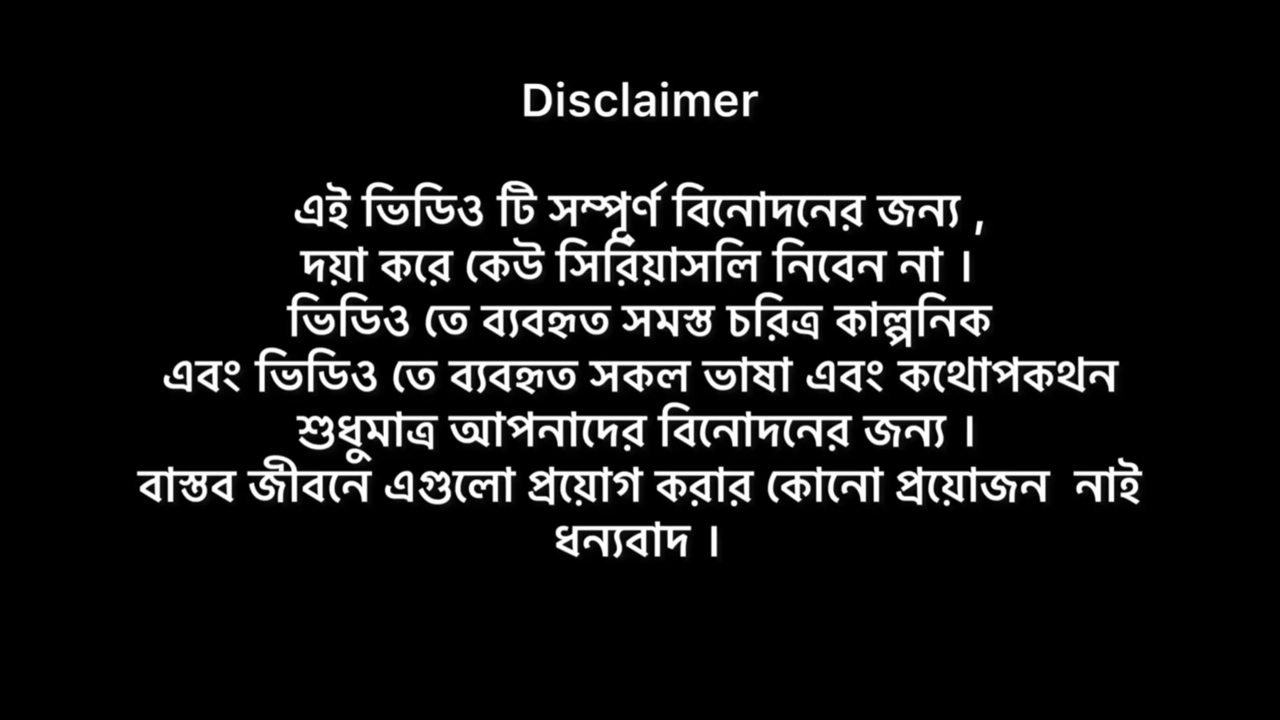 Disclaimer
এই ভিডিও টি সম্পূর্ণ বিনোদনের জন্য ,
দয়া করে কেউ সিরিয়াসলি নিবেন না ।
ভিডিও তে ব্যবহৃত সমস্ত চরিত্র কাল্পনিক
এবং ভিডিও তে ব্যবহৃত সকল ভাষা এবং কথোপকথন
শুধুমাত্র আপনাদের বিনোদনের জন্য ।
বাস্তব জীবনে এগুলো প্রয়োগ করার কোনো প্রয়োজন  নাই
ধন্যবাদ ।